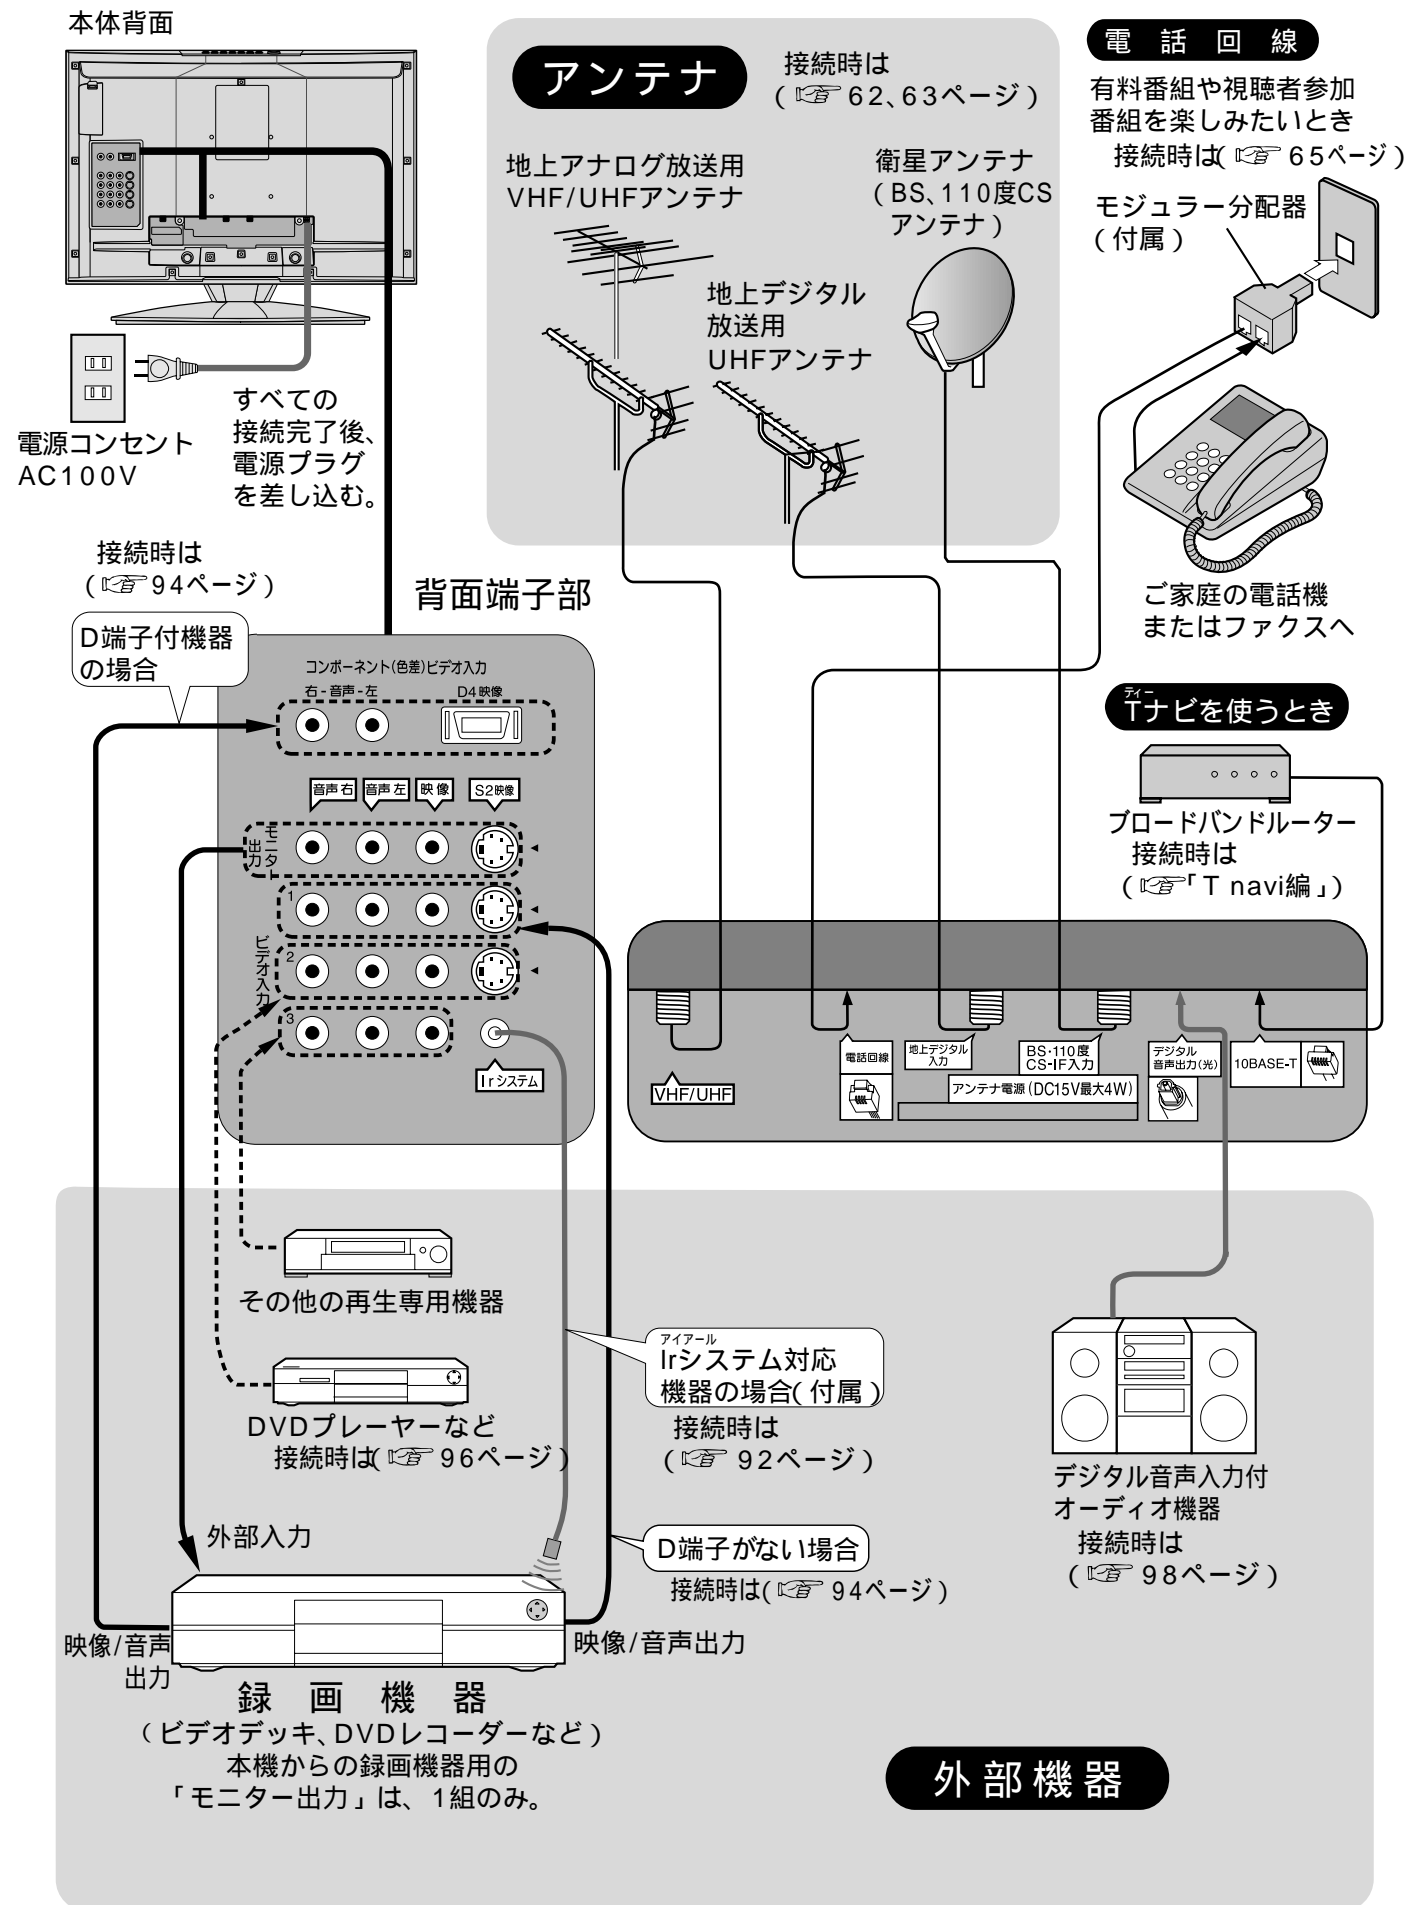 本体背面
電源コンセント
AC100V
すべての
接続完了後、
電源プラグ
を差し込む。
アンテナ
接続時は
(☞62、63ページ)
地上アナログ放送用
VHF/UHFアンテナ
衛星アンテナ
(BS、110度CS
アンテナ)
地上デジタル
放送用
UHFアンテナ
電話回線
有料番組や視聴者参加
番組を楽しみたいとき
接続時は(☞65ページ)
モジュラー分配器
(付属)
ご家庭の電話機
またはファクスへ
ティー
Tナビを使うとき
ブロードバンドルーター
接続時は
(☞「T navi編」)
接続時は
(☞94ページ)
D端子付機器
の場合
背面端子部
コンポーネント(色差)ビデオ入力
右-音声-左
D4映像
音声右
音声左
映像
S2映像
モニター
出力
ビデオ入力
1
2
3
Irシステム
VHF/UHF
電話回線
地上デジタル
入力
BS・110度
CS-IF入力
アンテナ電源(DC15V最大4W)
デジタル
音声出力(光)
10BASE-T
その他の再生専用機器
DVDプレーヤーなど
接続時は(☞96ページ)
アイアール
Irシステム対応
機器の場合(付属)
接続時は
(☞92ページ)
外部入力
D端子がない場合
接続時は(☞94ページ)
映像/音声
出力
映像/音声出力
録画機器
(ビデオデッキ、DVDレコーダーなど)
本機からの録画機器用の
「モニター出力」は、1組のみ。
デジタル音声入力付
オーディオ機器
接続時は
(☞98ページ)
外部機器